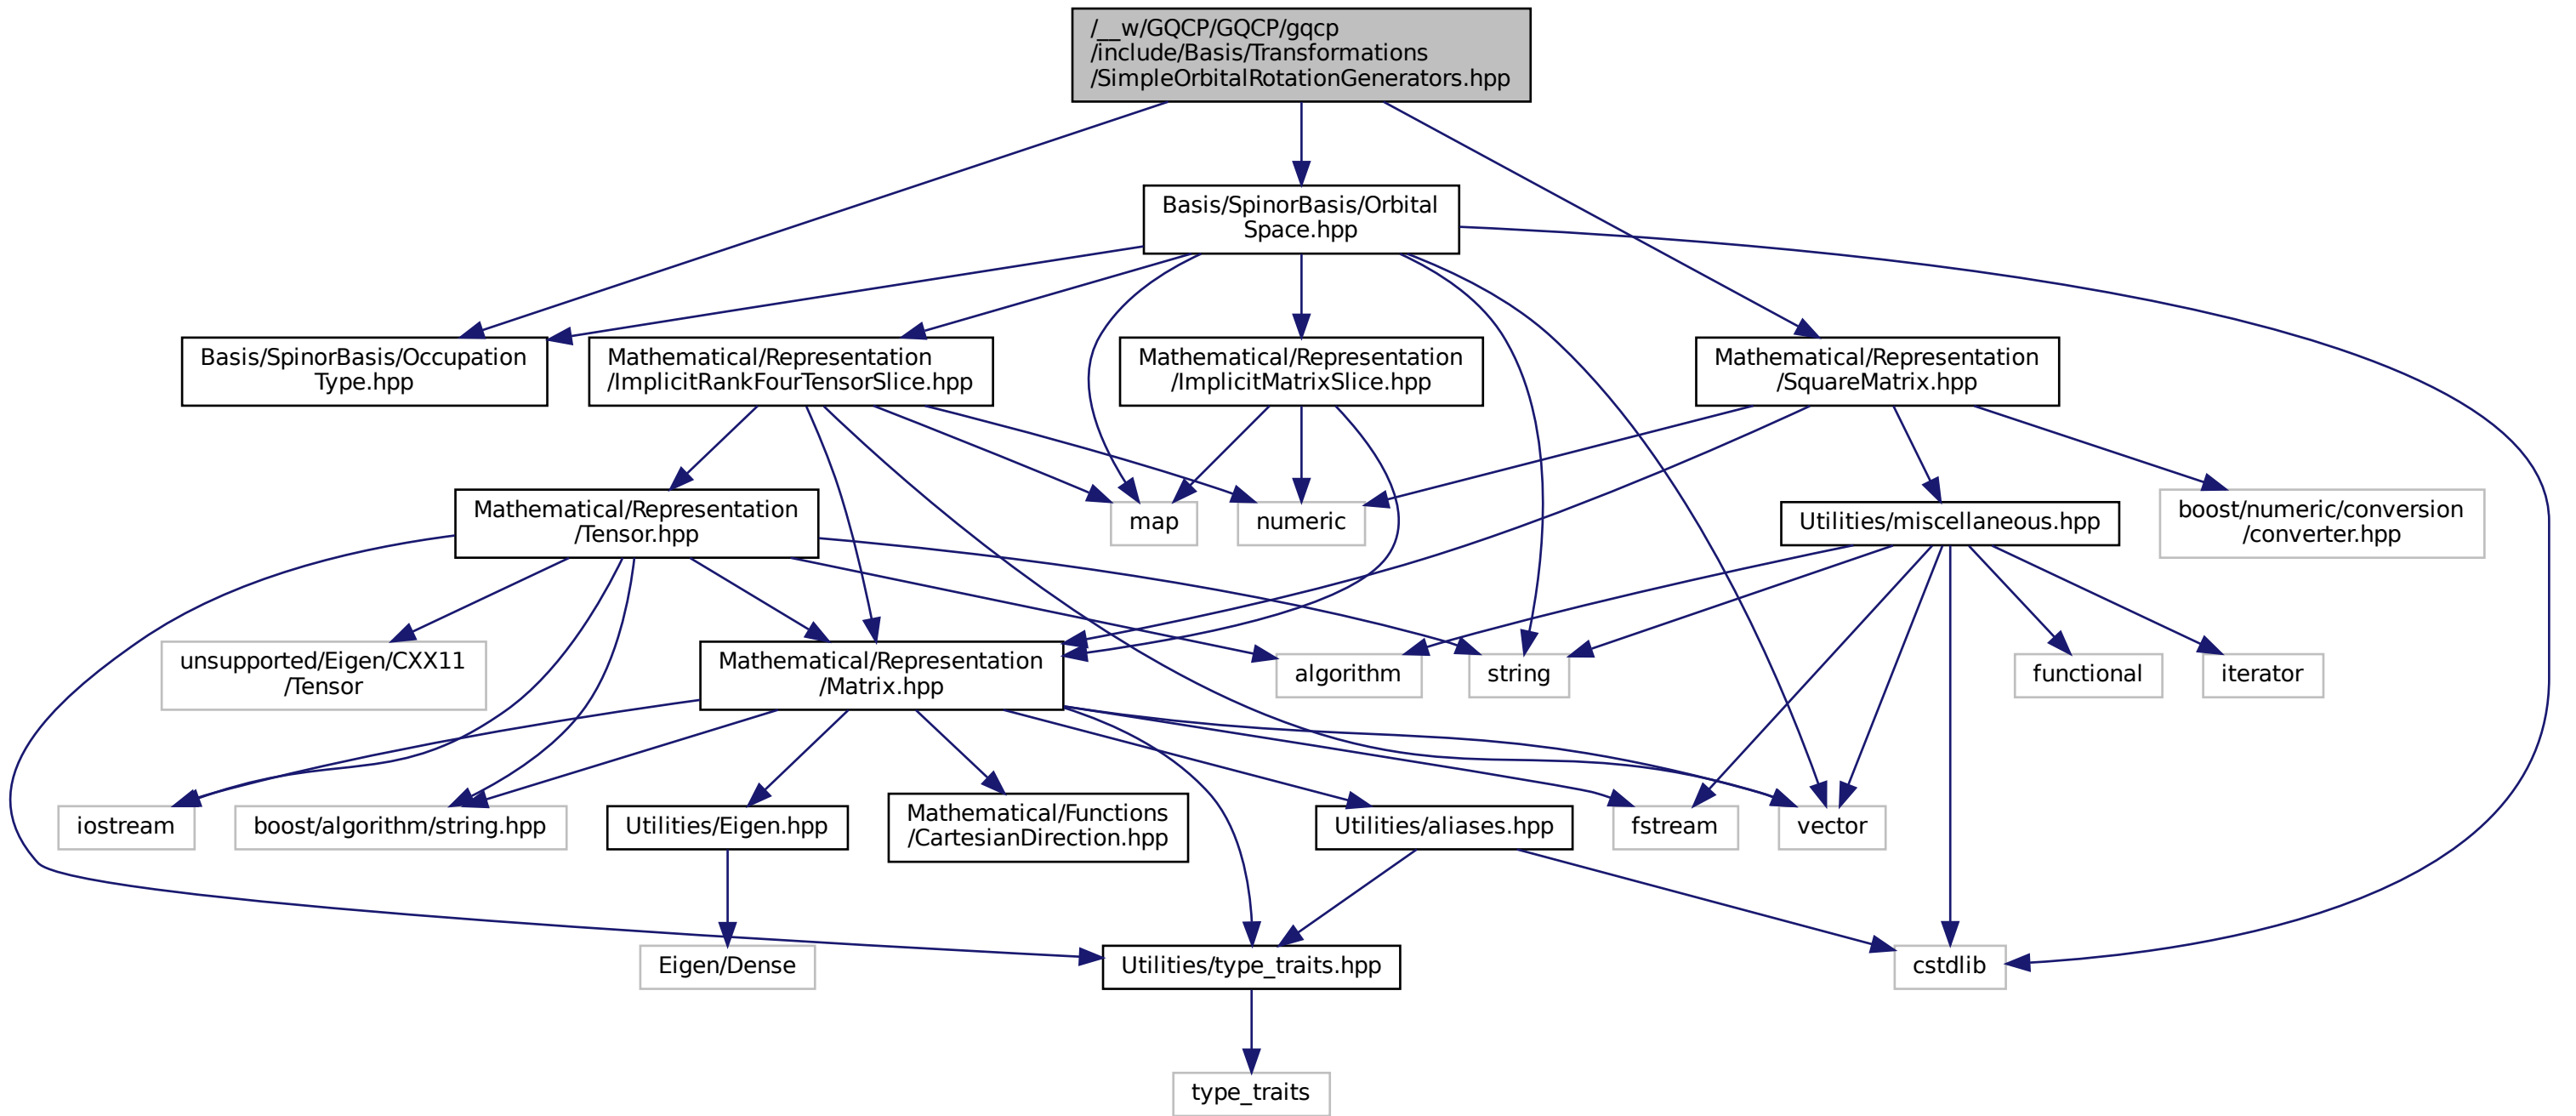 /__w/GQCP/GQCP/gqcp
/include/Basis/Transformations
/SimpleOrbitalRotationGenerators.hpp
Basis/SpinorBasis/Orbital
Space.hpp
Basis/SpinorBasis/Occupation
Type.hpp
Mathematical/Representation
/ImplicitRankFourTensorSlice.hpp
Mathematical/Representation
/ImplicitMatrixSlice.hpp
Mathematical/Representation
/SquareMatrix.hpp
Mathematical/Representation
/Tensor.hpp
map
numeric
Utilities/miscellaneous.hpp
boost/numeric/conversion
/converter.hpp
unsupported/Eigen/CXX11
/Tensor
Mathematical/Representation
/Matrix.hpp
algorithm
string
functional
iterator
iostream
boost/algorithm/string.hpp
Utilities/Eigen.hpp
Mathematical/Functions
/CartesianDirection.hpp
Utilities/aliases.hpp
fstream
vector
Eigen/Dense
Utilities/type_traits.hpp
cstdlib
type_traits